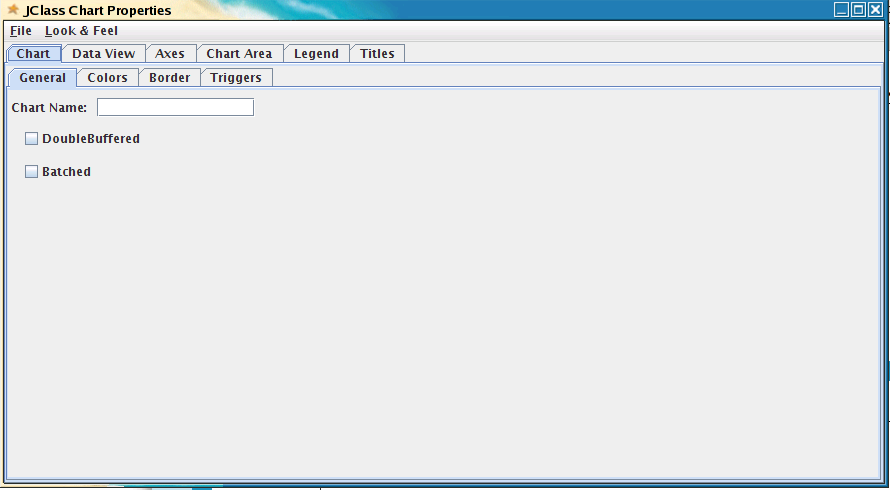 JClass Chart Properties
File Look & Feel
Chart Data View Axes Chart Area Legend Titles
General Colors Border Triggers
Chart Name:
DoubleBuffered
Batched